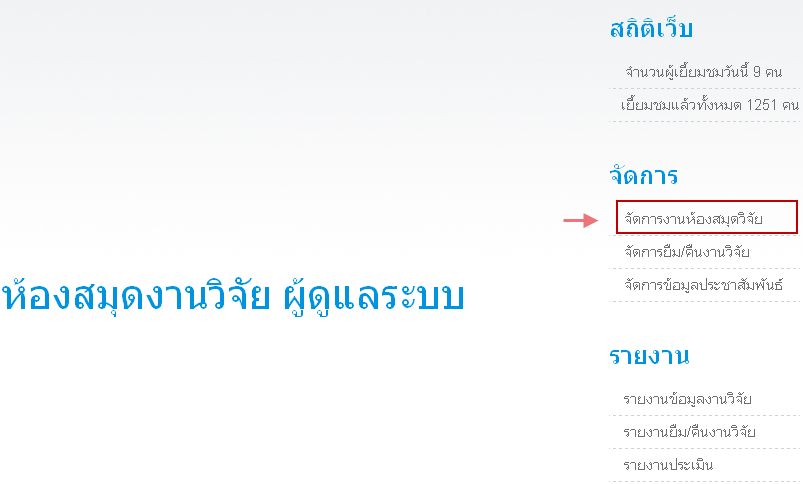 สถิติเว็บ
จำนวนผู้เยี่ยมชมวันนี้ 9 คน
เยี่ยมชมแล้วทั้งหมด 1251 คน
จัดการ
จัดการงานห้องสมุดวิจัย
จัดการยืม/คืนงานวิจัย
จัดการข้อมูลประชาสัมพันธ์
ห้องสมุดงานวิจัย ผู้ดูแลระบบ
รายงาน
รายงานข้อมูลงานวิจัย
รายงานยืม/คืนงานวิจัย
รายงานประเมิน